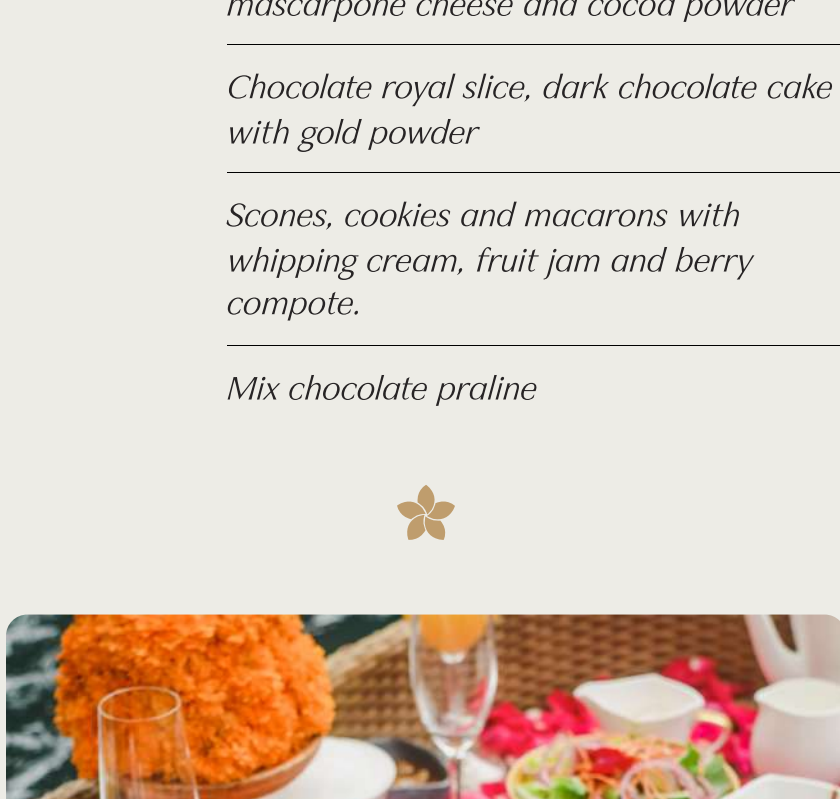 mascarpone cheese and cocoa powder
Chocolate royal slice, dark chocolate cake
with gold powder
Scones, cookies and macarons with
whipping cream, fruit jam and berry
compote.
Mix chocolate praline